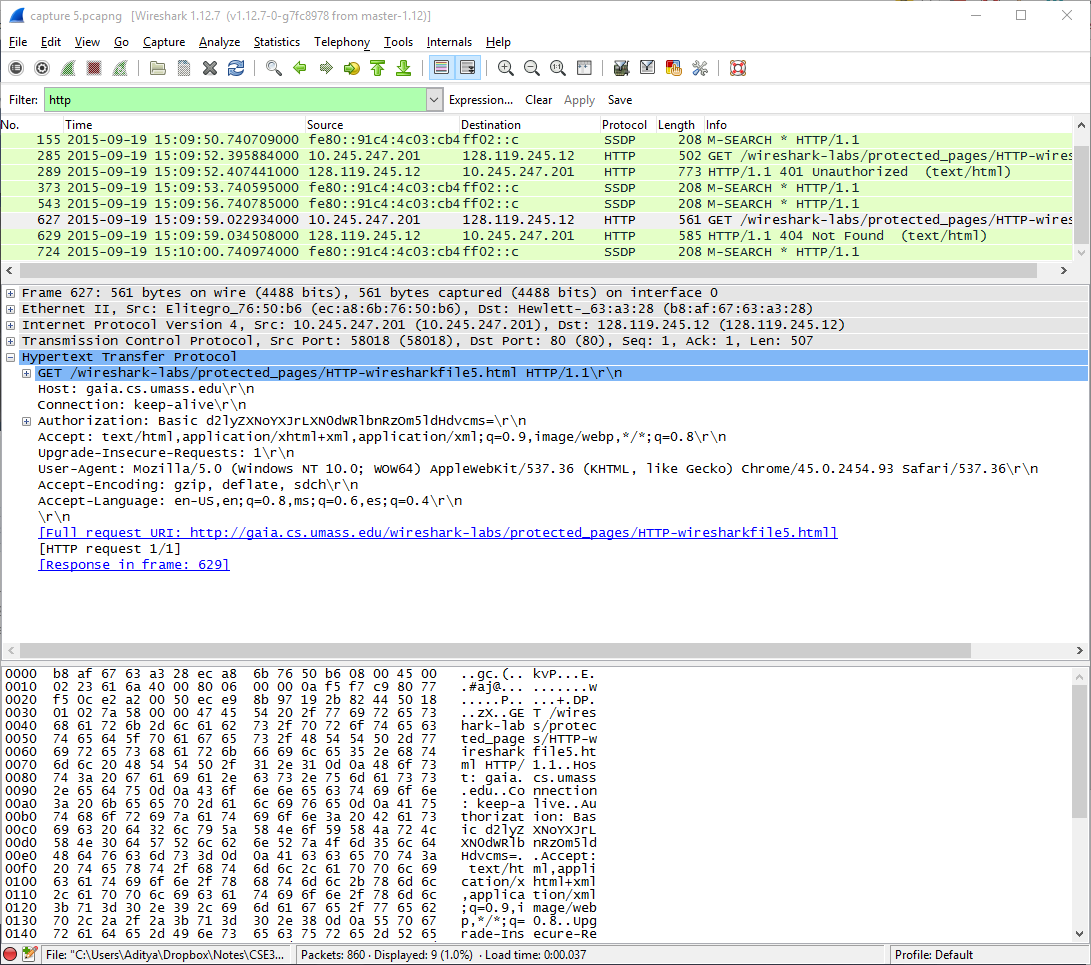 capture 5.pcapng [Wireshark 1.12.7 (v1.12.7-0-g7fc8978 from master-1.12)]
File Edit View Go Capture Analyze Statistics Telephony Tools Internals Help
Filter: http Expression... Clear Apply Save
No. Time Source Destination Protocol Length Info
155 2015-09-19 15:09:50.740709000 fe80::91c4:4c03:cb4 ff02::c SSDP 208 M-SEARCH * HTTP/1.1
285 2015-09-19 15:09:52.395884000 10.245.247.201 128.119.245.12 HTTP 502 GET /wireshark-labs/protected_pages/HTTP-wires
289 2015-09-19 15:09:52.407441000 128.119.245.12 10.245.247.201 HTTP 773 HTTP/1.1 401 Unauthorized (text/html)
373 2015-09-19 15:09:53.740595000 fe80::91c4:4c03:cb4 ff02::c SSDP 208 M-SEARCH * HTTP/1.1
543 2015-09-19 15:09:56.740785000 fe80::91c4:4c03:cb4 ff02::c SSDP 208 M-SEARCH * HTTP/1.1
627 2015-09-19 15:09:59.022934000 10.245.247.201 128.119.245.12 HTTP 561 GET /wireshark-labs/protected_pages/HTTP-wires
629 2015-09-19 15:09:59.034508000 128.119.245.12 10.245.247.201 HTTP 585 HTTP/1.1 404 Not Found (text/html)
724 2015-09-19 15:10:00.740974000 fe80::91c4:4c03:cb4 ff02::c SSDP 208 M-SEARCH * HTTP/1.1
Frame 627: 561 bytes on wire (4488 bits), 561 bytes captured (4488 bits) on interface 0
Ethernet II, Src: Elitegro_76:50:b6 (ec:a8:6b:76:50:b6), Dst: Hewlett-_63:a3:28 (b8:af:67:63:a3:28)
Internet Protocol Version 4, Src: 10.245.247.201 (10.245.247.201), Dst: 128.119.245.12 (128.119.245.12)
Transmission Control Protocol, Src Port: 58018 (58018), Dst Port: 80 (80), Seq: 1, Ack: 1, Len: 507
Hypertext Transfer Protocol
GET /wireshark-labs/protected_pages/HTTP-wiresharkfile5.html HTTP/1.1\r\n
Host: gaia.cs.umass.edu\r\n
Connection: keep-alive\r\n
Authorization: Basic d2lyZXNoYXJrLXN0dWRlbnRzOm5ldHdvcms=\r\n
Accept: text/html,application/xhtml+xml,application/xml;q=0.9,image/webp,*/*;q=0.8\r\n
Upgrade-Insecure-Requests: 1\r\n
User-Agent: Mozilla/5.0 (Windows NT 10.0; WOW64) AppleWebKit/537.36 (KHTML, like Gecko) Chrome/45.0.2454.93 Safari/537.36\r\n
Accept-Encoding: gzip, deflate, sdch\r\n
Accept-Language: en-US,en;q=0.8,ms;q=0.6,es;q=0.4\r\n
\r\n
[Full request URI: http://gaia.cs.umass.edu/wireshark-labs/protected_pages/HTTP-wiresharkfile5.html]
[HTTP request 1/1]
[Response in frame: 629]
0000 b8 af 67 63 a3 28 ec a8 6b 76 50 b6 08 00 45 00 ..gc.(.. kvP...E.
0010 02 23 61 6a 40 00 80 06 00 00 0a f5 f7 c9 80 77 .#aj@... .......w
0020 f5 0c e2 a2 00 50 ec e9 8b 97 19 2b 82 44 50 18 .....P.. ...+.DP.
0030 01 02 7a 58 00 00 47 45 54 20 2f 77 69 72 65 73 ..zX..GE T /wires
0040 68 61 72 6b 2d 6c 61 62 73 2f 70 72 6f 74 65 63 hark-lab s/protec
0050 74 65 64 5f 70 61 67 65 73 2f 48 54 54 50 2d 77 ted_page s/HTTP-w
0060 69 72 65 73 68 61 72 6b 66 69 6c 65 35 2e 68 74 ireshark file5.ht
0070 6d 6c 20 48 54 54 50 2f 31 2e 31 0d 0a 48 6f 73 ml HTTP/ 1.1..Hos
0080 74 3a 20 67 61 69 61 2e 63 73 2e 75 6d 61 73 73 t: gaia. cs.umass
0090 2e 65 64 75 0d 0a 43 6f 6e 6e 65 63 74 69 6f 6e .edu..Co nnection
00a0 3a 20 6b 65 65 70 2d 61 6c 69 76 65 0d 0a 41 75 : keep-a live..Au
00b0 74 68 6f 72 69 7a 61 74 69 6f 6e 3a 20 42 61 73 thorizat ion: Bas
00c0 69 63 20 64 32 6c 79 5a 58 4e 6f 59 58 4a 72 4c ic d2lyZ XNoYXJrL
00d0 58 4e 30 64 57 52 6c 62 6e 52 7a 4f 6d 35 6c 64 XN0dWRlb nRzOm5ld
00e0 48 64 76 63 6d 73 3d 0d 0a 41 63 63 65 70 74 3a Hdvcms=. .Accept:
00f0 20 74 65 78 74 2f 68 74 6d 6c 2c 61 70 70 6c 69 text/ht ml,appli
0100 63 61 74 69 6f 6e 2f 78 68 74 6d 6c 2b 78 6d 6c cation/x html+xml
0110 2c 61 70 70 6c 69 63 61 74 69 6f 6e 2f 78 6d 6c ,applica tion/xml
0120 3b 71 3d 30 2e 39 2c 69 6d 61 67 65 2f 77 65 62 ;q=0.9,i mage/web
0130 70 2c 2a 2f 2a 3b 71 3d 30 2e 38 0d 0a 55 70 67 p,*/*;q= 0.8..Upg
0140 72 61 64 65 2d 49 6e 73 65 63 75 72 65 2d 52 65 rade-Ins ecure-Re
File: "C:\Users\Aditya\Dropbox\Notes\CSE3... Packets: 860 · Displayed: 9 (1.0%) · Load time: 0:00.037 Profile: Default